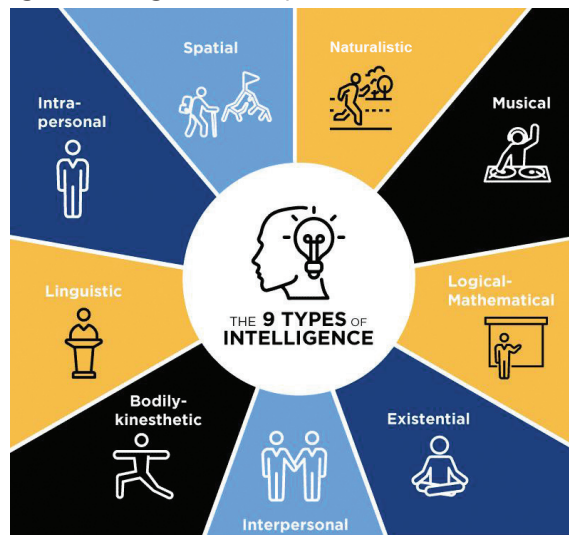 Spatial
Naturalistic
Musical
Logical-
Mathematical
Existential
Interpersonal
Bodily-
kinesthetic
Linguistic
Intra-
personal
THE 9 TYPES OF
INTELLIGENCE